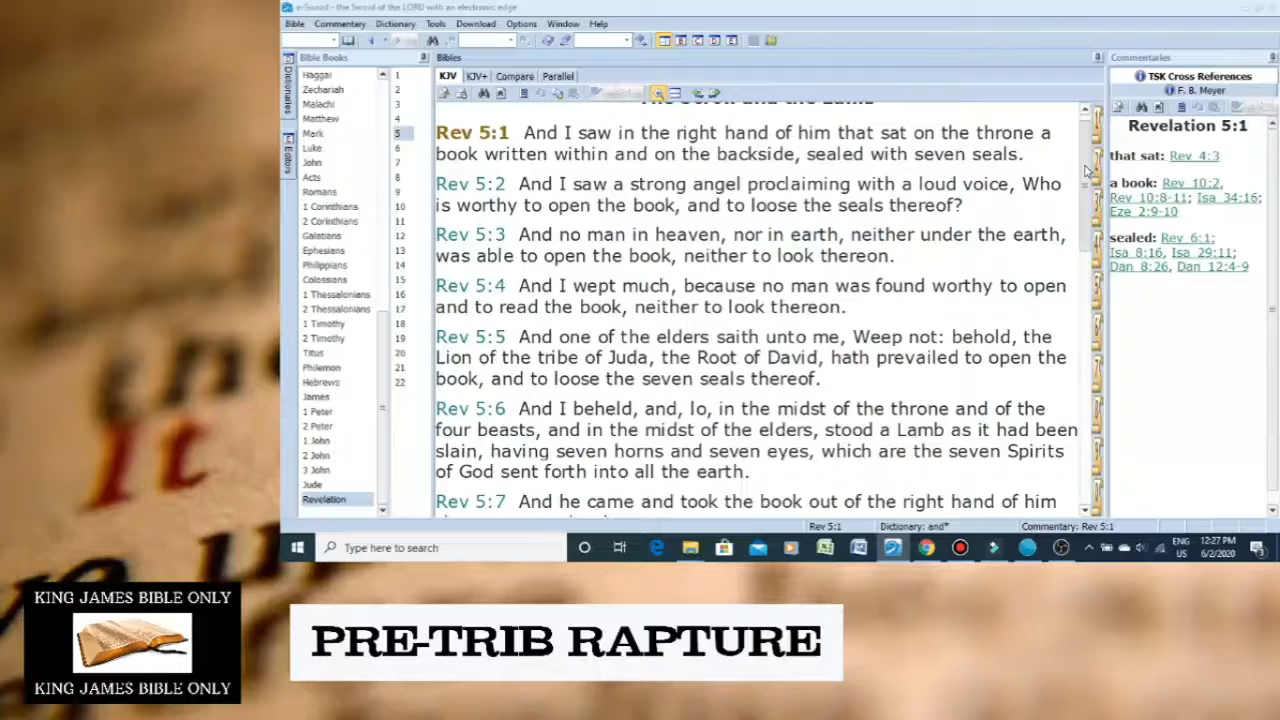 e-Sword - the Sword of the LORD with an electronic edge
Bible Commentary Dictionary Tools Download Options Window Help
Bible Books
Bibles
Commentaries
Dictionaries
Editors
Haggai
Zechariah
Malachi
Matthew
Mark
Luke
John
Acts
Romans
1 Corinthians
2 Corinthians
Galatians
Ephesians
Philippians
Colossians
1 Thessalonians
2 Thessalonians
1 Timothy
2 Timothy
Titus
Philemon
Hebrews
James
1 Peter
2 Peter
1 John
2 John
3 John
Jude
Revelation
1
2
3
4
5
6
7
8
9
10
11
12
13
14
15
16
17
18
19
20
21
22
KJV KJV+ Compare Parallel
The Scroll and the Lamb
Rev 5:1 And I saw in the right hand of him that sat on the throne a
book written within and on the backside, sealed with seven seals.
Rev 5:2 And I saw a strong angel proclaiming with a loud voice, Who
is worthy to open the book, and to loose the seals thereof?
Rev 5:3 And no man in heaven, nor in earth, neither under the earth,
was able to open the book, neither to look thereon.
Rev 5:4 And I wept much, because no man was found worthy to open
and to read the book, neither to look thereon.
Rev 5:5 And one of the elders saith unto me, Weep not: behold, the
Lion of the tribe of Juda, the Root of David, hath prevailed to open the
book, and to loose the seven seals thereof.
Rev 5:6 And I beheld, and, lo, in the midst of the throne and of the
four beasts, and in the midst of the elders, stood a Lamb as it had been
slain, having seven horns and seven eyes, which are the seven Spirits
of God sent forth into all the earth.
Rev 5:7 And he came and took the book out of the right hand of him
TSK Cross References
F. B. Meyer
Revelation 5:1
that sat: Rev 4:3
a book: Rev 10:2,
Rev 10:8-11; Isa 34:16;
Eze 2:9-10
sealed: Rev 6:1;
Isa 8:16, Isa 29:11;
Dan 8:26, Dan 12:4-9
Rev 5:1
Dictionary: and*
Commentary: Rev 5:1
Type here to search
ENG
US
12:27 PM
6/2/2020
It
KING JAMES BIBLE ONLY
KING JAMES BIBLE ONLY
PRE-TRIB RAPTURE